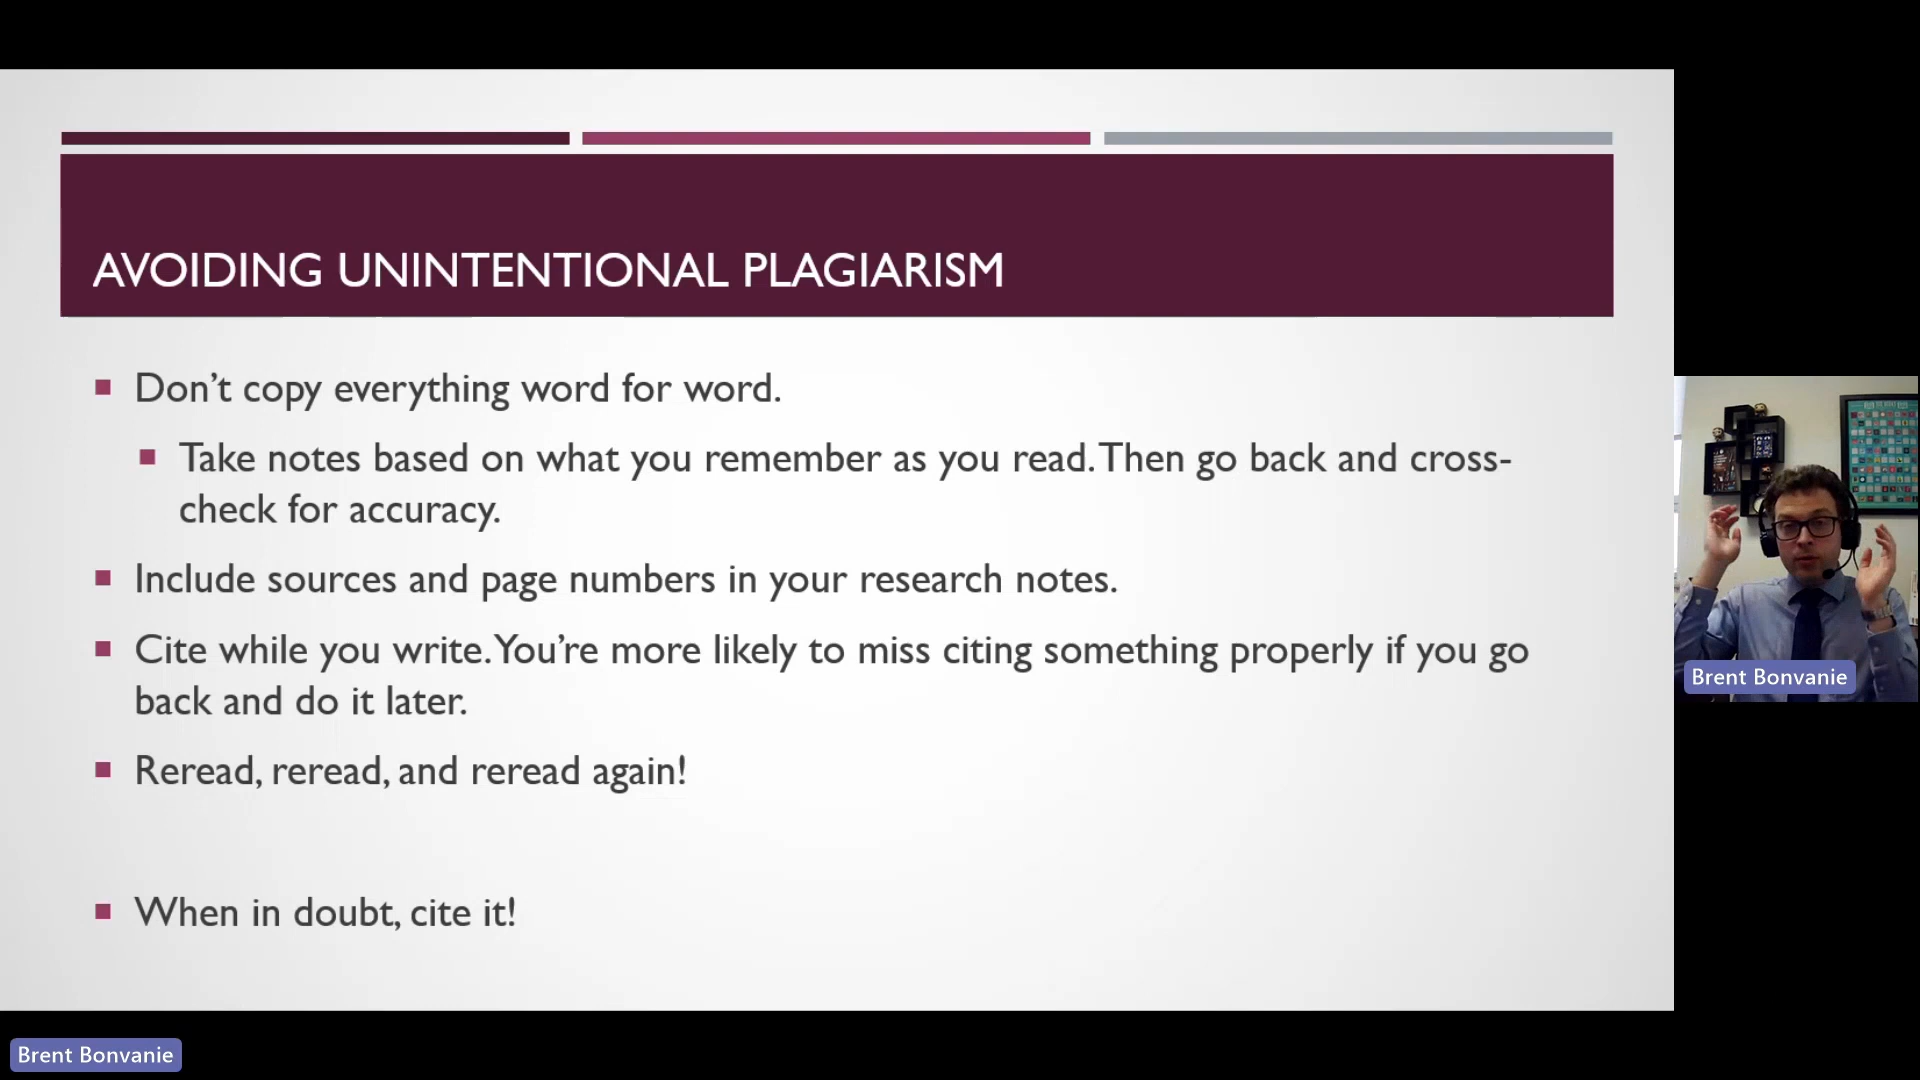 AVOIDING UNINTENTIONAL PLAGIARISM
Don't copy everything word for word.
Take notes based on what you remember as you read. Then go back and cross-
check for accuracy.
Include sources and page numbers in your research notes.
Cite while you write. You're more likely to miss citing something properly if you go
back and do it later.
Reread, reread, and reread again!
When in doubt, cite it!
Brent Bonvanie
Brent Bonvanie